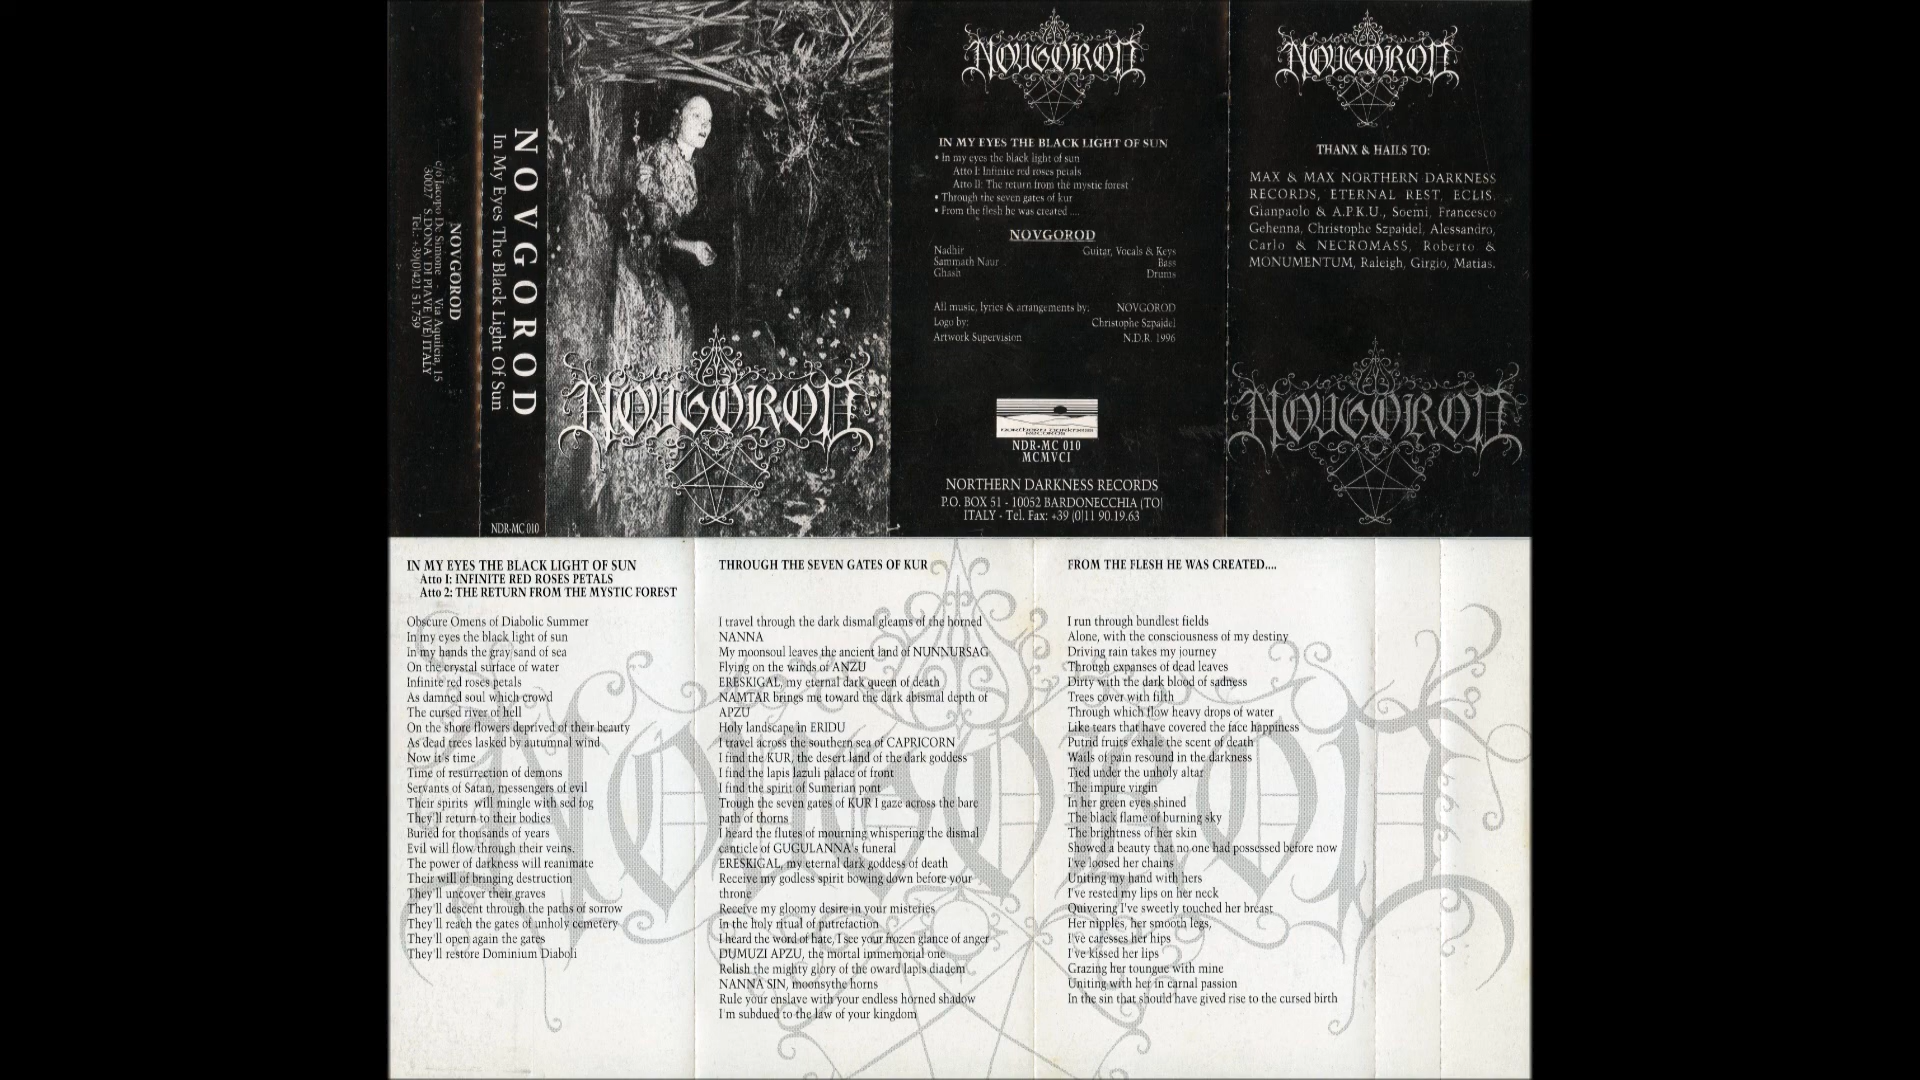 NOVGOROD
c/o Jacopo De Simone - Via Aquileia, 15
30027 S.DONA' DI PIAVE (VE) ITALY
Tel.: +39(0)421 51.759
NOVGOROD
In My Eyes The Black Light Of Sun
NDR-MC 010
NOVGOROD
NOVGOROD
IN MY EYES THE BLACK LIGHT OF SUN
• In my eyes the black light of sun
Atto I: Infinite red roses petals
Atto II: The return from the mystic forest
• Through the seven gates of kur
• From the flesh he was created ....
NOVGOROD
Nadhir Guitar, Vocals & Keys
Sammath Naur Bass
Ghash Drums
All music, lyrics & arrangements by: NOVGOROD
Logo by: Christophe Szpaidel
Artwork Supervision N.D.R. 1996
NORTHERN DARKNESS
RECORDS
NDR-MC 010
MCMVCI
NORTHERN DARKNESS RECORDS
P.O. BOX 51 - 10052 BARDONECCHIA (TO)
ITALY - Tel. Fax: +39 (0)11 90.19.63
NOVGOROD
THANX & HAILS TO:
MAX & MAX NORTHERN DARKNESS
RECORDS, ETERNAL REST, ECLIS.
Gianpaolo & A.P.K.U., Soemi, Francesco
Gehenna, Christophe Szpaidel, Alessandro,
Carlo & NECROMASS, Roberto &
MONUMENTUM, Raleigh, Girgio, Matias.
NOVGOROD
IN MY EYES THE BLACK LIGHT OF SUN
Atto I: INFINITE RED ROSES PETALS
Atto 2: THE RETURN FROM THE MYSTIC FOREST
Obscure Omens of Diabolic Summer
In my eyes the black light of sun
In my hands the gray sand of sea
On the crystal surface of water
Infinite red roses petals
As damned soul which crowd
The cursed river of hell
On the shore flowers deprived of their beauty
As dead trees lasked by autumnal wind
Now it's time
Time of resurrection of demons
Servants of Satan, messengers of evil
Their spirits will mingle with sed fog
They'll return to their bodies
Buried for thousands of years
Evil will flow through their veins.
The power of darkness will reanimate
Their will of bringing destruction
They'll uncover their graves
They'll descent through the paths of sorrow
They'll reach the gates of unholy cemetery
They'll open again the gates
They'll restore Dominium Diaboli
THROUGH THE SEVEN GATES OF KUR
I travel through the dark dismal gleams of the horned
NANNA
My moonsoul leaves the ancient land of NUNNURSAG
Flying on the winds of ANZU
ERESKIGAL, my eternal dark queen of death
NAMTAR brings me toward the dark abismal depth of
APZU
Holy landscape in ERIDU
I travel across the southern sea of CAPRICORN
I find the KUR, the desert land of the dark goddess
I find the lapis lazuli palace of front
I find the spirit of Sumerian pont
Trough the seven gates of KUR I gaze across the bare
path of thorns
I heard the flutes of mourning whispering the dismal
canticle of GUGULANNA's funeral
ERESKIGAL, my eternal dark goddess of death
Receive my godless spirit bowing down before your
throne
Receive my gloomy desire in your misteries
In the holy ritual of putrefaction
I heard the word of hate, I see your frozen glance of anger
DUMUZI APZU, the mortal immemorial one
Relish the mighty glory of the oward lapis diadem
NANNA SIN, moonsythe horns
Rule your enslave with your endless horned shadow
I'm subdued to the law of your kingdom
FROM THE FLESH HE WAS CREATED....
I run through bundlest fields
Alone, with the consciousness of my destiny
Driving rain takes my journey
Through expanses of dead leaves
Dirty with the dark blood of sadness
Trees cover with filth
Through which flow heavy drops of water
Like tears that have covered the face happiness
Putrid fruits exhale the scent of death
Wails of pain resound in the darkness
Tied under the unholy altar
The impure virgin
In her green eyes shined
The black flame of burning sky
The brightness of her skin
Showed a beauty that no one had possessed before now
I've loosed her chains
Uniting my hand with hers
I've rested my lips on her neck
Quivering I've sweetly touched her breast
Her nipples, her smooth legs,
I've caresses her hips
I've kissed her lips
Grazing her toungue with mine
Uniting with her in carnal passion
In the sin that should have gived rise to the cursed birth